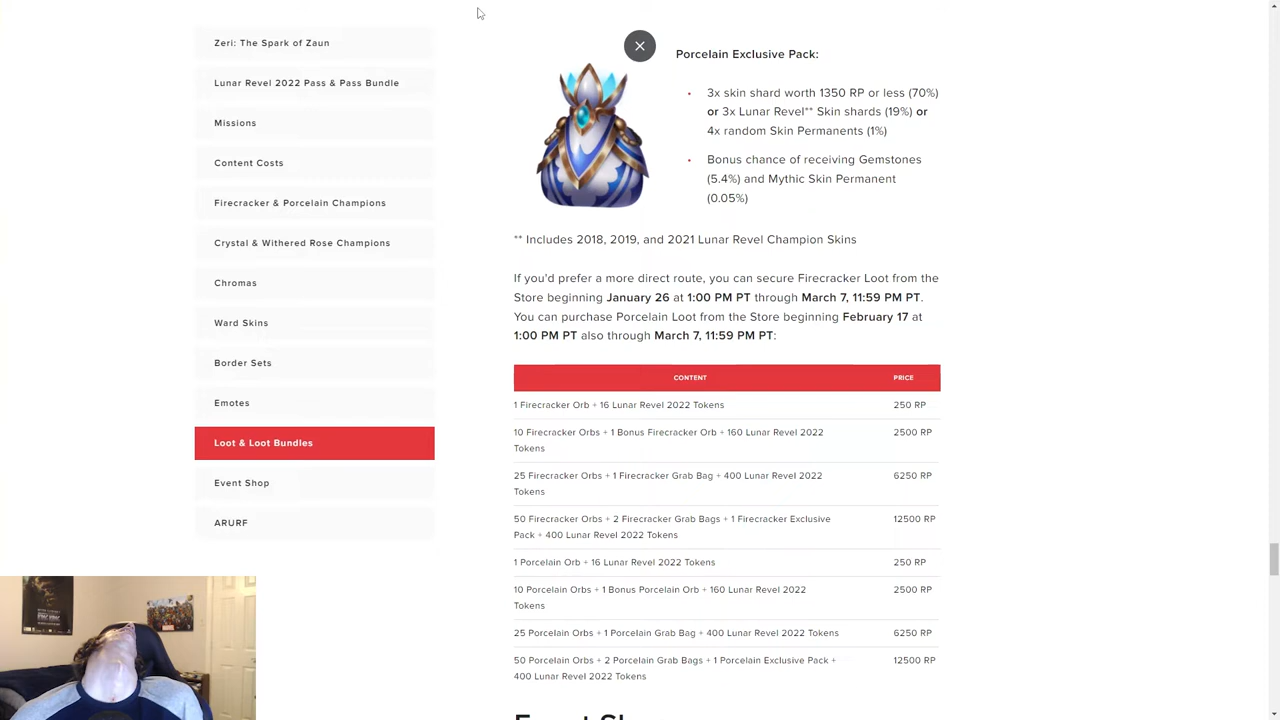 Zeri: The Spark of Zaun
Lunar Revel 2022 Pass & Pass Bundle
Missions
Content Costs
Firecracker & Porcelain Champions
Crystal & Withered Rose Champions
Chromas
Ward Skins
Border Sets
Emotes
Loot & Loot Bundles
Event Shop
ARURF
Porcelain Exclusive Pack:
• 3x skin shard worth 1350 RP or less (70%)
or 3x Lunar Revel** Skin shards (19%) or
4x random Skin Permanents (1%)
• Bonus chance of receiving Gemstones
(5.4%) and Mythic Skin Permanent
(0.05%)
** Includes 2018, 2019, and 2021 Lunar Revel Champion Skins
If you'd prefer a more direct route, you can secure Firecracker Loot from the
Store beginning January 26 at 1:00 PM PT through March 7, 11:59 PM PT.
You can purchase Porcelain Loot from the Store beginning February 17 at
1:00 PM PT also through March 7, 11:59 PM PT:
CONTENT PRICE
1 Firecracker Orb + 16 Lunar Revel 2022 Tokens 250 RP
10 Firecracker Orbs + 1 Bonus Firecracker Orb + 160 Lunar Revel 2022 2500 RP
Tokens
25 Firecracker Orbs + 1 Firecracker Grab Bag + 400 Lunar Revel 2022 6250 RP
Tokens
50 Firecracker Orbs + 2 Firecracker Grab Bags + 1 Firecracker Exclusive 12500 RP
Pack + 400 Lunar Revel 2022 Tokens
1 Porcelain Orb + 16 Lunar Revel 2022 Tokens 250 RP
10 Porcelain Orbs + 1 Bonus Porcelain Orb + 160 Lunar Revel 2022 2500 RP
Tokens
25 Porcelain Orbs + 1 Porcelain Grab Bag + 400 Lunar Revel 2022 Tokens 6250 RP
50 Porcelain Orbs + 2 Porcelain Grab Bags + 1 Porcelain Exclusive Pack + 12500 RP
400 Lunar Revel 2022 Tokens